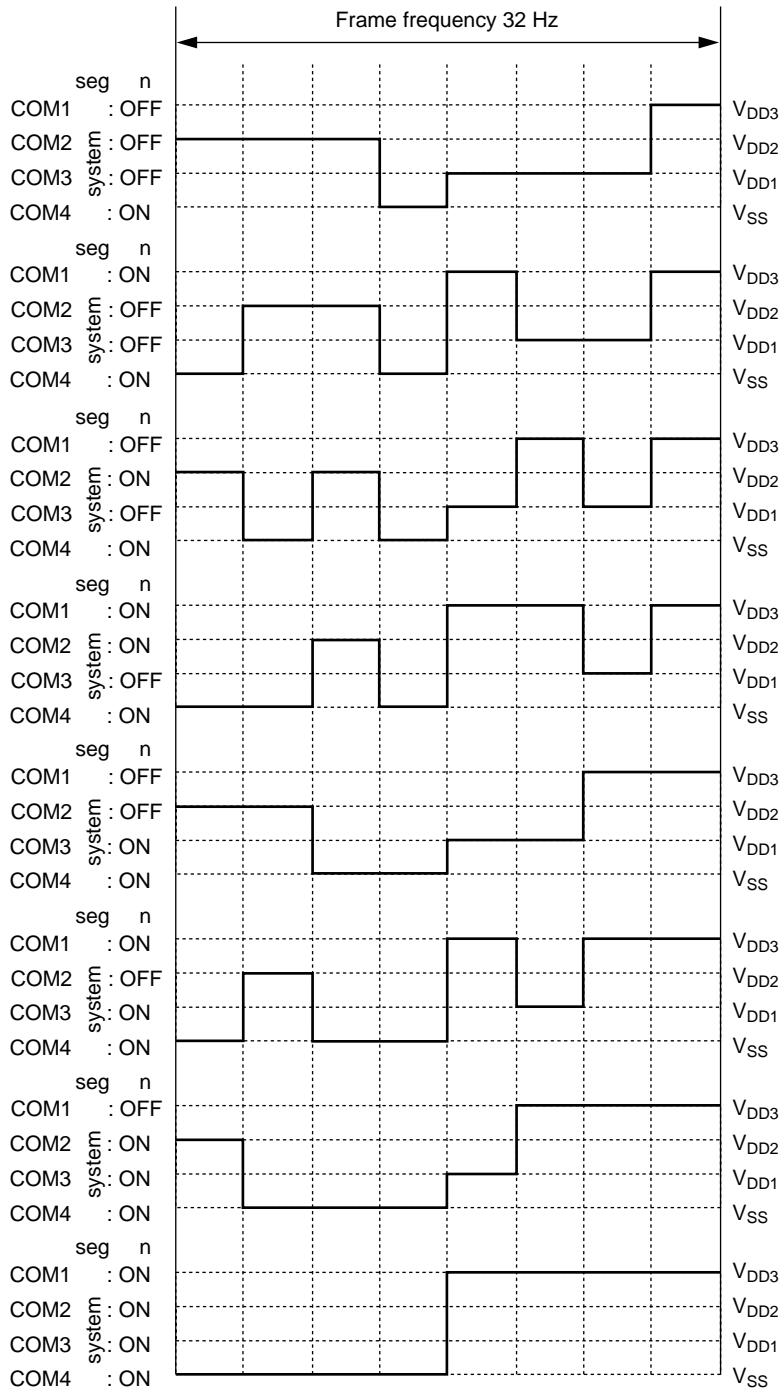 Frame frequency 32 Hz
seg n
COM1 : OFF VDD3
COM2 : OFF VDD2
COM3 : OFF VDD1
COM4 : ON VSS
system
seg n
COM1 : ON VDD3
COM2 : OFF VDD2
COM3 : OFF VDD1
COM4 : ON VSS
system
seg n
COM1 : OFF VDD3
COM2 : ON VDD2
COM3 : OFF VDD1
COM4 : ON VSS
system
seg n
COM1 : ON VDD3
COM2 : ON VDD2
COM3 : OFF VDD1
COM4 : ON VSS
system
seg n
COM1 : OFF VDD3
COM2 : OFF VDD2
COM3 : ON VDD1
COM4 : ON VSS
system
seg n
COM1 : ON VDD3
COM2 : OFF VDD2
COM3 : ON VDD1
COM4 : ON VSS
system
seg n
COM1 : OFF VDD3
COM2 : ON VDD2
COM3 : ON VDD1
COM4 : ON VSS
system
seg n
COM1 : ON VDD3
COM2 : ON VDD2
COM3 : ON VDD1
COM4 : ON VSS
system